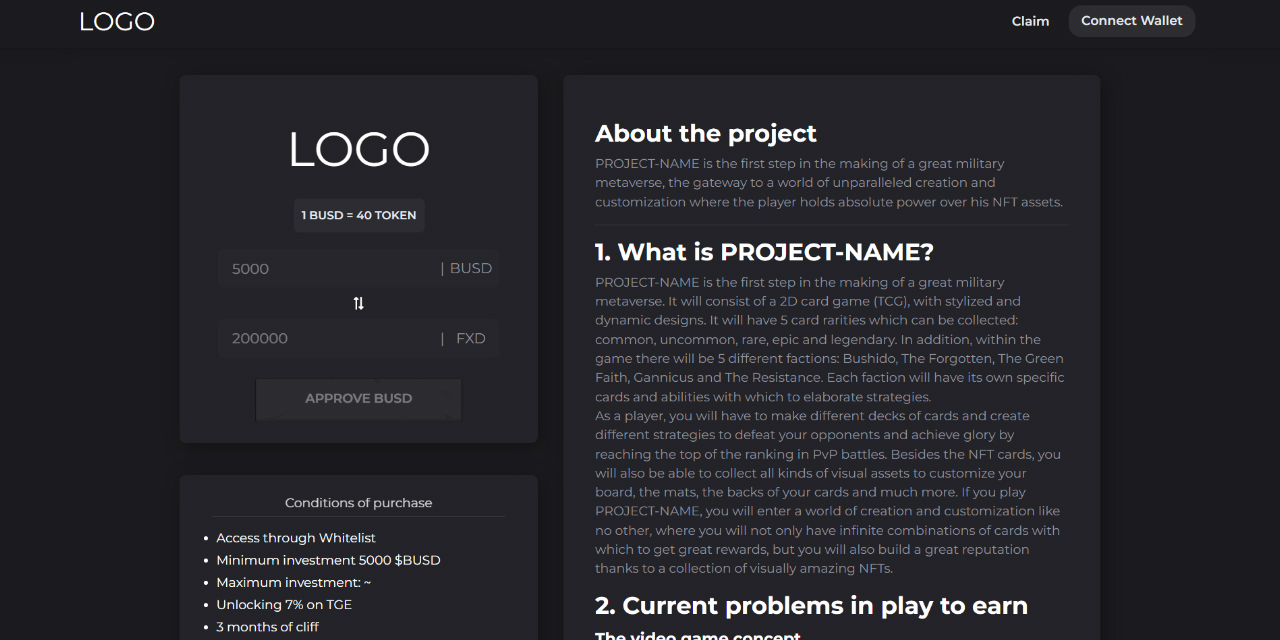 LOGO
Claim
Connect Wallet
LOGO
1 BUSD = 40 TOKEN
5000 | BUSD
200000 | FXD
APPROVE BUSD
Conditions of purchase
• Access through Whitelist
• Minimum investment 5000 $BUSD
• Maximum investment: ~
• Unlocking 7% on TGE
• 3 months of cliff
About the project
PROJECT-NAME is the first step in the making of a great military
metaverse, the gateway to a world of unparalleled creation and
customization where the player holds absolute power over his NFT assets.
1. What is PROJECT-NAME?
PROJECT-NAME is the first step in the making of a great military
metaverse. It will consist of a 2D card game (TCG), with stylized and
dynamic designs. It will have 5 card rarities which can be collected:
common, uncommon, rare, epic and legendary. In addition, within the
game there will be 5 different factions: Bushido, The Forgotten, The Green
Faith, Gannicus and The Resistance. Each faction will have its own specific
cards and abilities with which to elaborate strategies.
As a player, you will have to make different decks of cards and create
different strategies to defeat your opponents and achieve glory by
reaching the top of the ranking in PvP battles. Besides the NFT cards, you
will also be able to collect all kinds of visual assets to customize your
board, the mats, the backs of your cards and much more. If you play
PROJECT-NAME, you will enter a world of creation and customization like
no other, where you will not only have infinite combinations of cards with
which to get great rewards, but you will also build a great reputation
thanks to a collection of visually amazing NFTs.
2. Current problems in play to earn
The video game concept